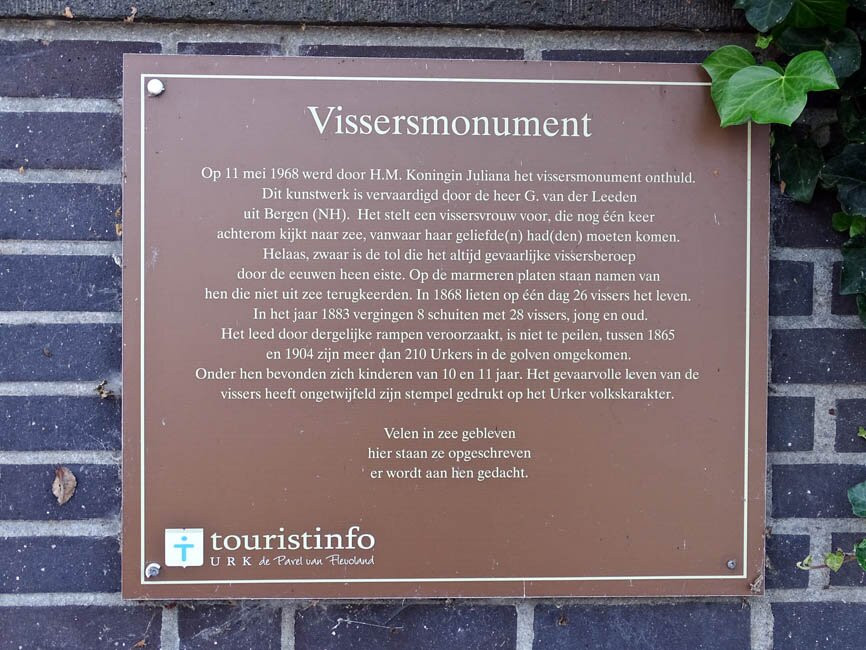 Vissersmonument
Op 11 mei 1968 werd door H.M. Koningin Juliana het vissersmonument onthuld.
Dit kunstwerk is vervaardigd door de heer G. van der Leeden
uit Bergen (NH). Het stelt een vissersvrouw voor, die nog één keer
achterom kijkt naar zee, vanwaar haar geliefde(n) had(den) moeten komen.
Helaas, zwaar is de tol die het altijd gevaarlijke vissersberoep
door de eeuwen heen eiste. Op de marmeren platen staan namen van
hen die niet uit zee terugkeerden. In 1868 lieten op één dag 26 vissers het leven.
In het jaar 1883 vergingen 8 schuiten met 28 vissers, jong en oud.
Het leed door dergelijke rampen veroorzaakt, is niet te peilen, tussen 1865
en 1904 zijn meer dan 210 Urkers in de golven omgekomen.
Onder hen bevonden zich kinderen van 10 en 11 jaar. Het gevaarvolle leven van de
vissers heeft ongetwijfeld zijn stempel gedrukt op het Urker volkskarakter.
Velen in zee gebleven
hier staan ze opgeschreven
er wordt aan hen gedacht.
touristinfo
URK de Parel van Flevoland